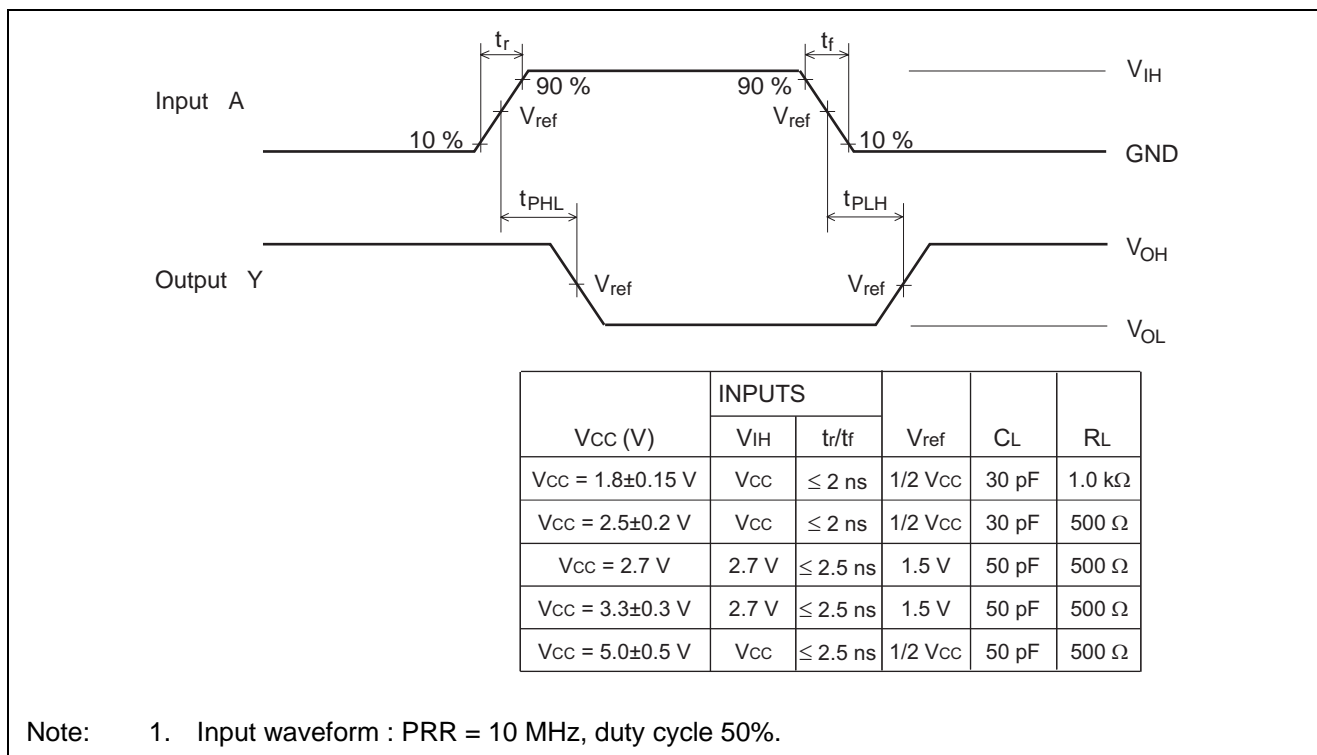 tr
tf
VIH
90 %
90 %
Input A
Vref
Vref
10 %
10 %
GND
tPHL
tPLH
VOH
Output Y
Vref
Vref
VOL
INPUTS
VCC (V) VIH tr/tf Vref CL RL
VCC = 1.8±0.15 V VCC ≤ 2 ns 1/2 VCC 30 pF 1.0 kΩ
VCC = 2.5±0.2 V VCC ≤ 2 ns 1/2 VCC 30 pF 500 Ω
VCC = 2.7 V 2.7 V ≤ 2.5 ns 1.5 V 50 pF 500 Ω
VCC = 3.3±0.3 V 2.7 V ≤ 2.5 ns 1.5 V 50 pF 500 Ω
VCC = 5.0±0.5 V VCC ≤ 2.5 ns 1/2 VCC 50 pF 500 Ω
Note: 1. Input waveform : PRR = 10 MHz, duty cycle 50%.